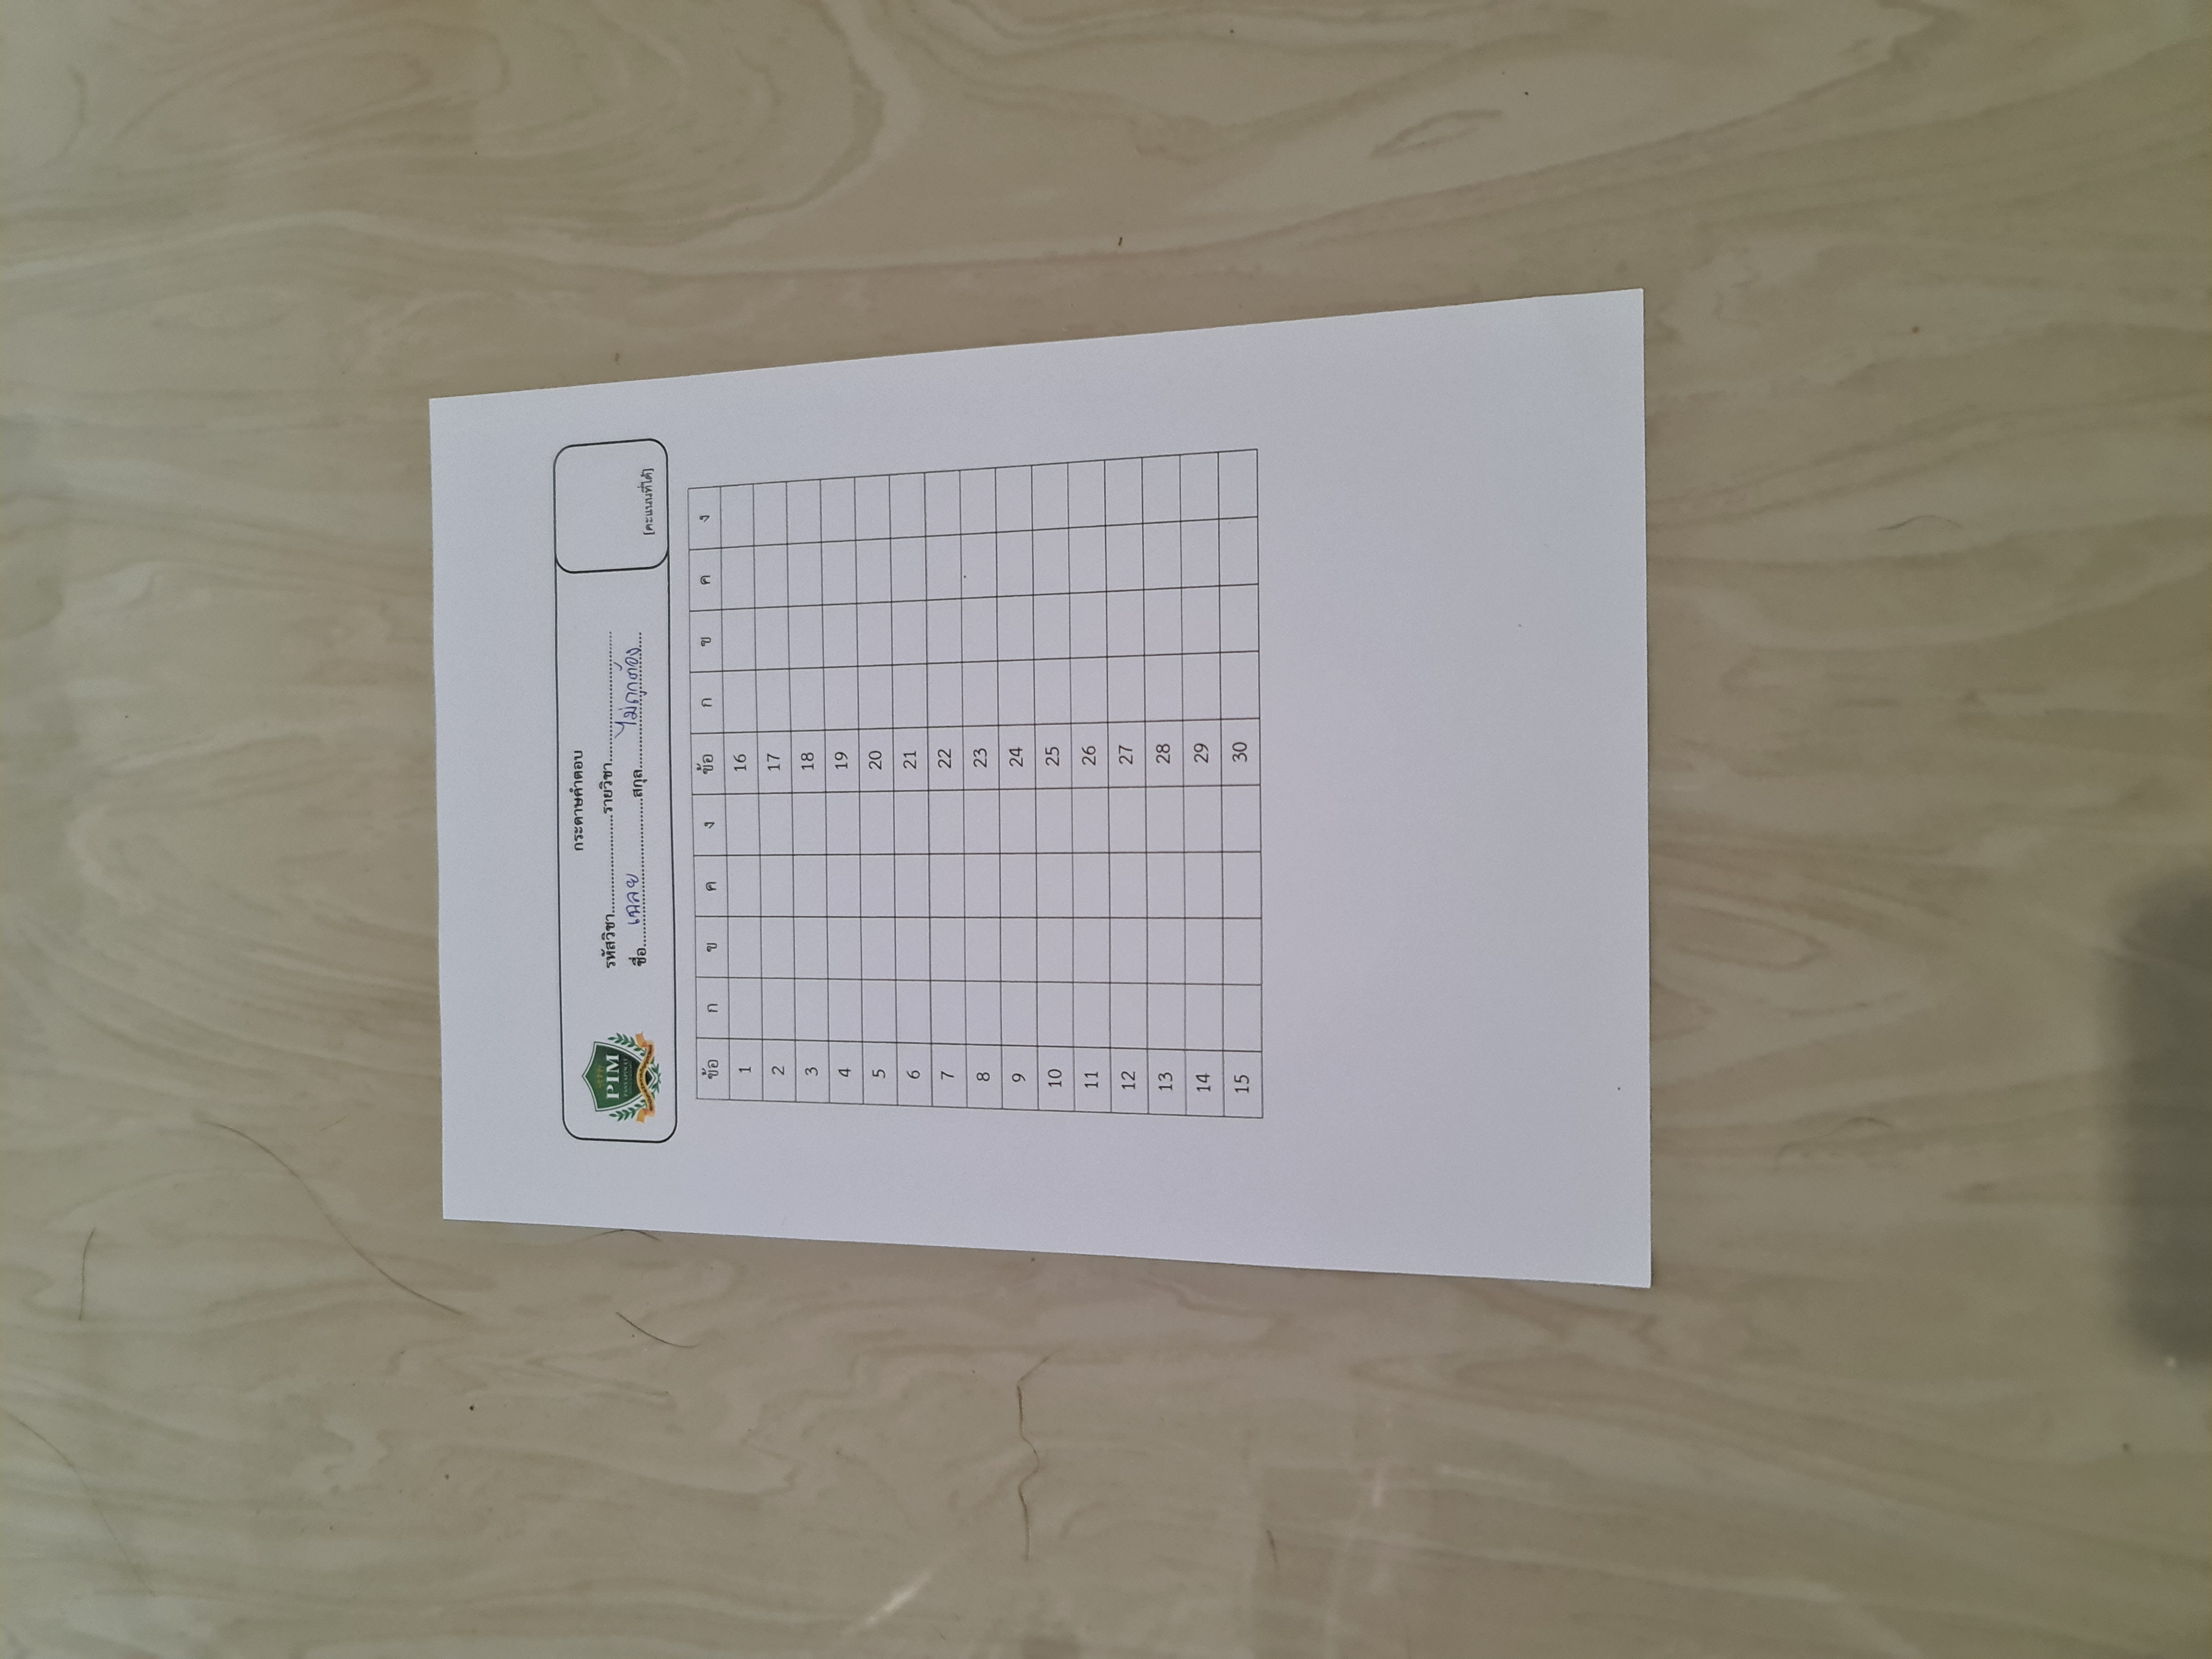 กระดาษคำตอบ
PIM
รหัสวิชา........................รายวิชา................................
ชื่อ.....เฉลย..................สกุล.........ไม่ถูกต้อง....
[คะแนนที่ได้]
ข้อ ก ข ค ง ข้อ ก ข ค ง
1 16
2 17
3 18
4 19
5 20
6 21
7 22
8 23
9 24
10 25
11 26
12 27
13 28
14 29
15 30